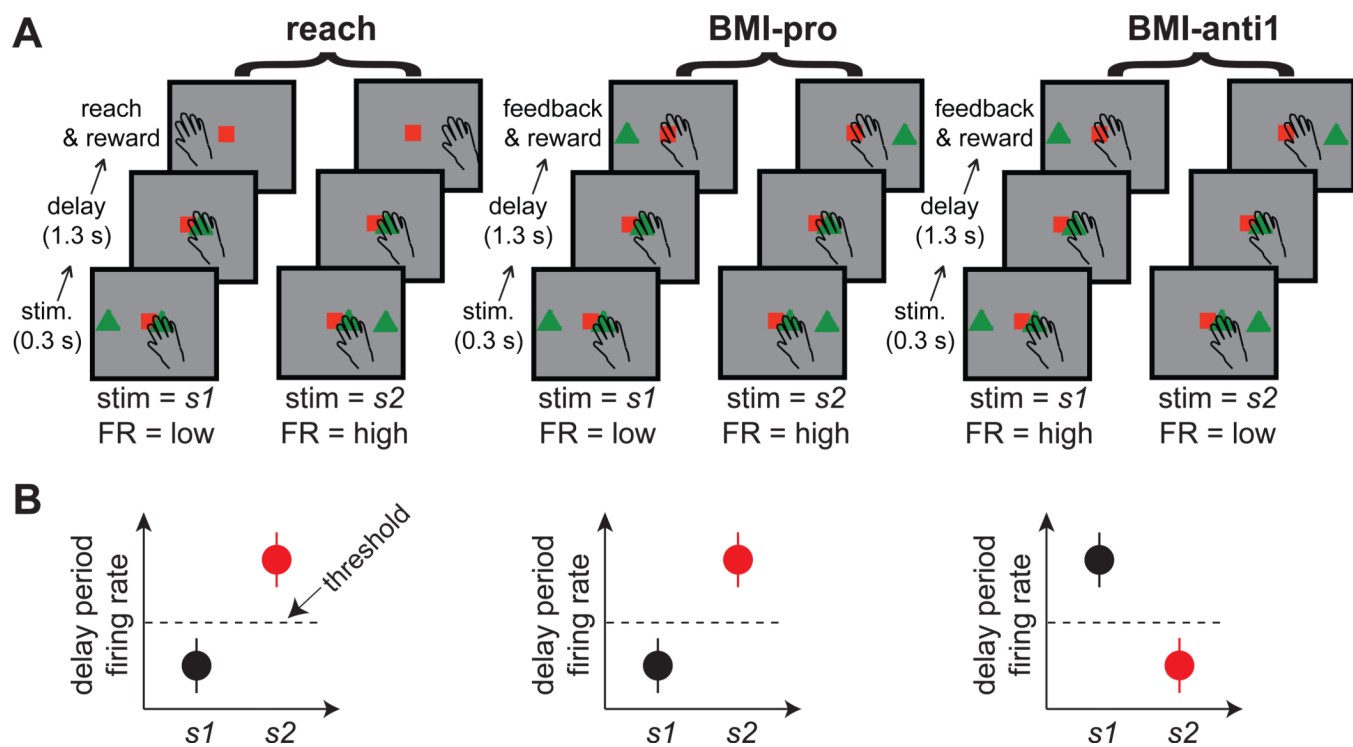 A
reach
BMI-pro
BMI-anti1
reach
& reward
delay
(1.3 s)
stim.
(0.3 s)
feedback
& reward
delay
(1.3 s)
stim.
(0.3 s)
feedback
& reward
delay
(1.3 s)
stim.
(0.3 s)
stim = s1
FR = low
stim = s2
FR = high
stim = s1
FR = low
stim = s2
FR = high
stim = s1
FR = high
stim = s2
FR = low
B
delay period
firing rate
threshold
s1 s2
delay period
firing rate
s1 s2
delay period
firing rate
s1 s2